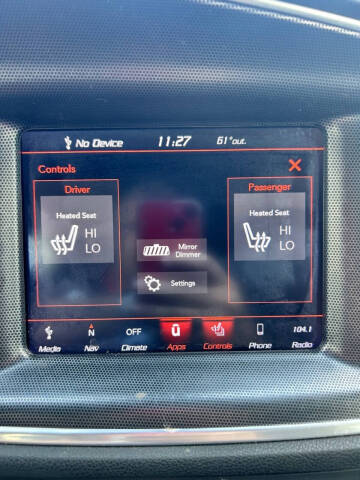 No Device 11:27 61°out.
Controls
Driver
Heated Seat
HI
LO
Mirror
Dimmer
Settings
Passenger
Heated Seat
HI
LO
N OFF 104.1
Media Nav Climate Apps Controls Phone Radio